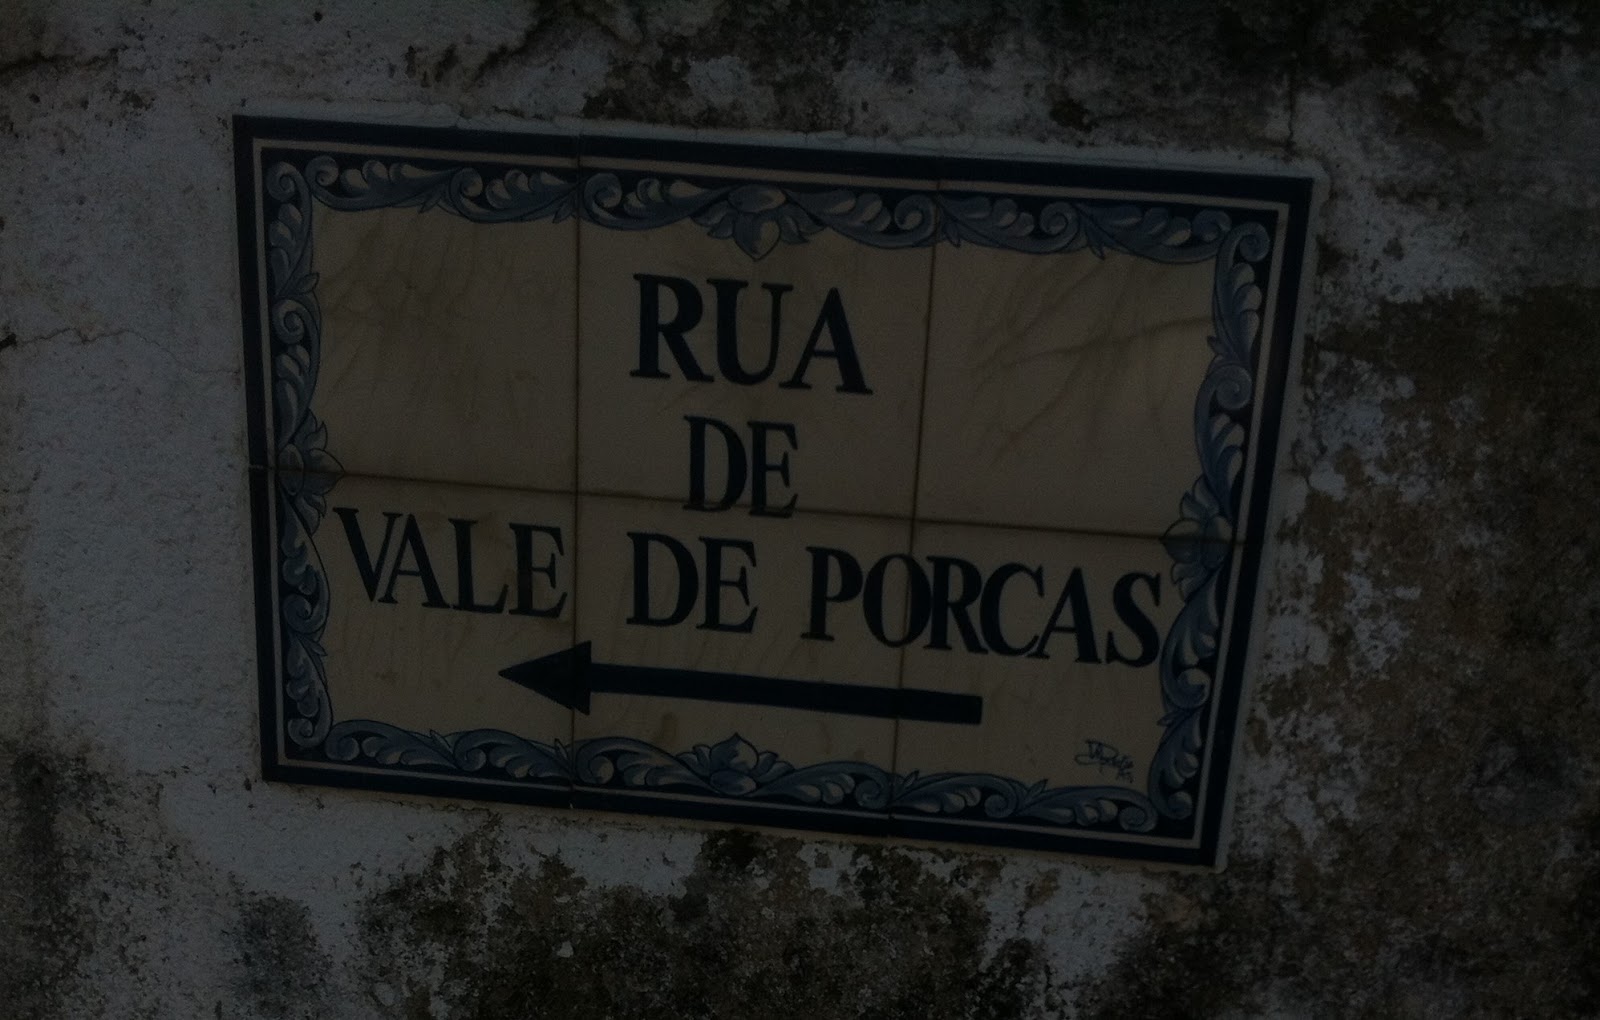 RUA
DE
VALE DE PORCAS